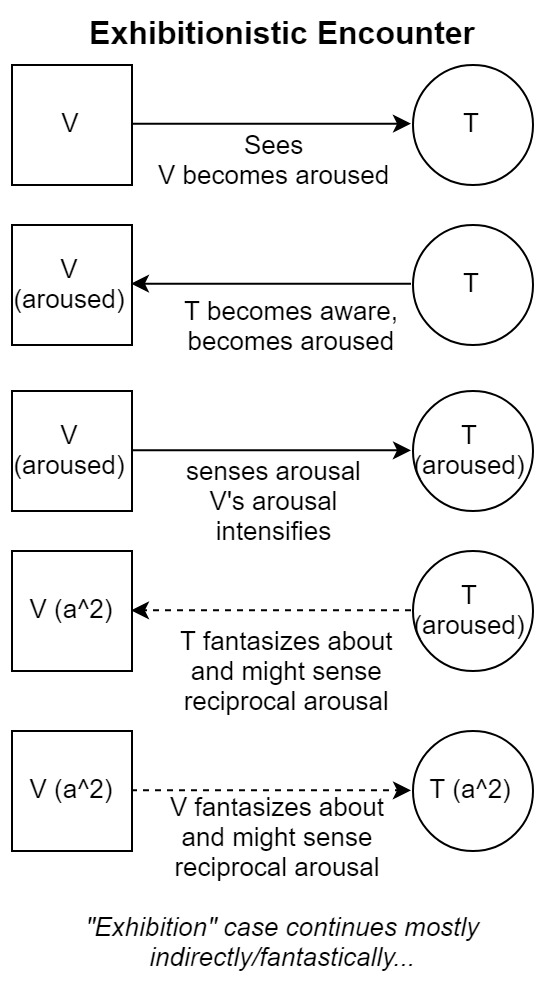 Exhibitionistic Encounter
V
T
Sees
V becomes aroused
V
(aroused)
T
T becomes aware,
becomes aroused
V
(aroused)
T
(aroused)
senses arousal
V's arousal
intensifies
V (a^2)
T
(aroused)
T fantasizes about
and might sense
reciprocal arousal
V (a^2)
T (a^2)
V fantasizes about
and might sense
reciprocal arousal
"Exhibition" case continues mostly
indirectly/fantastically...